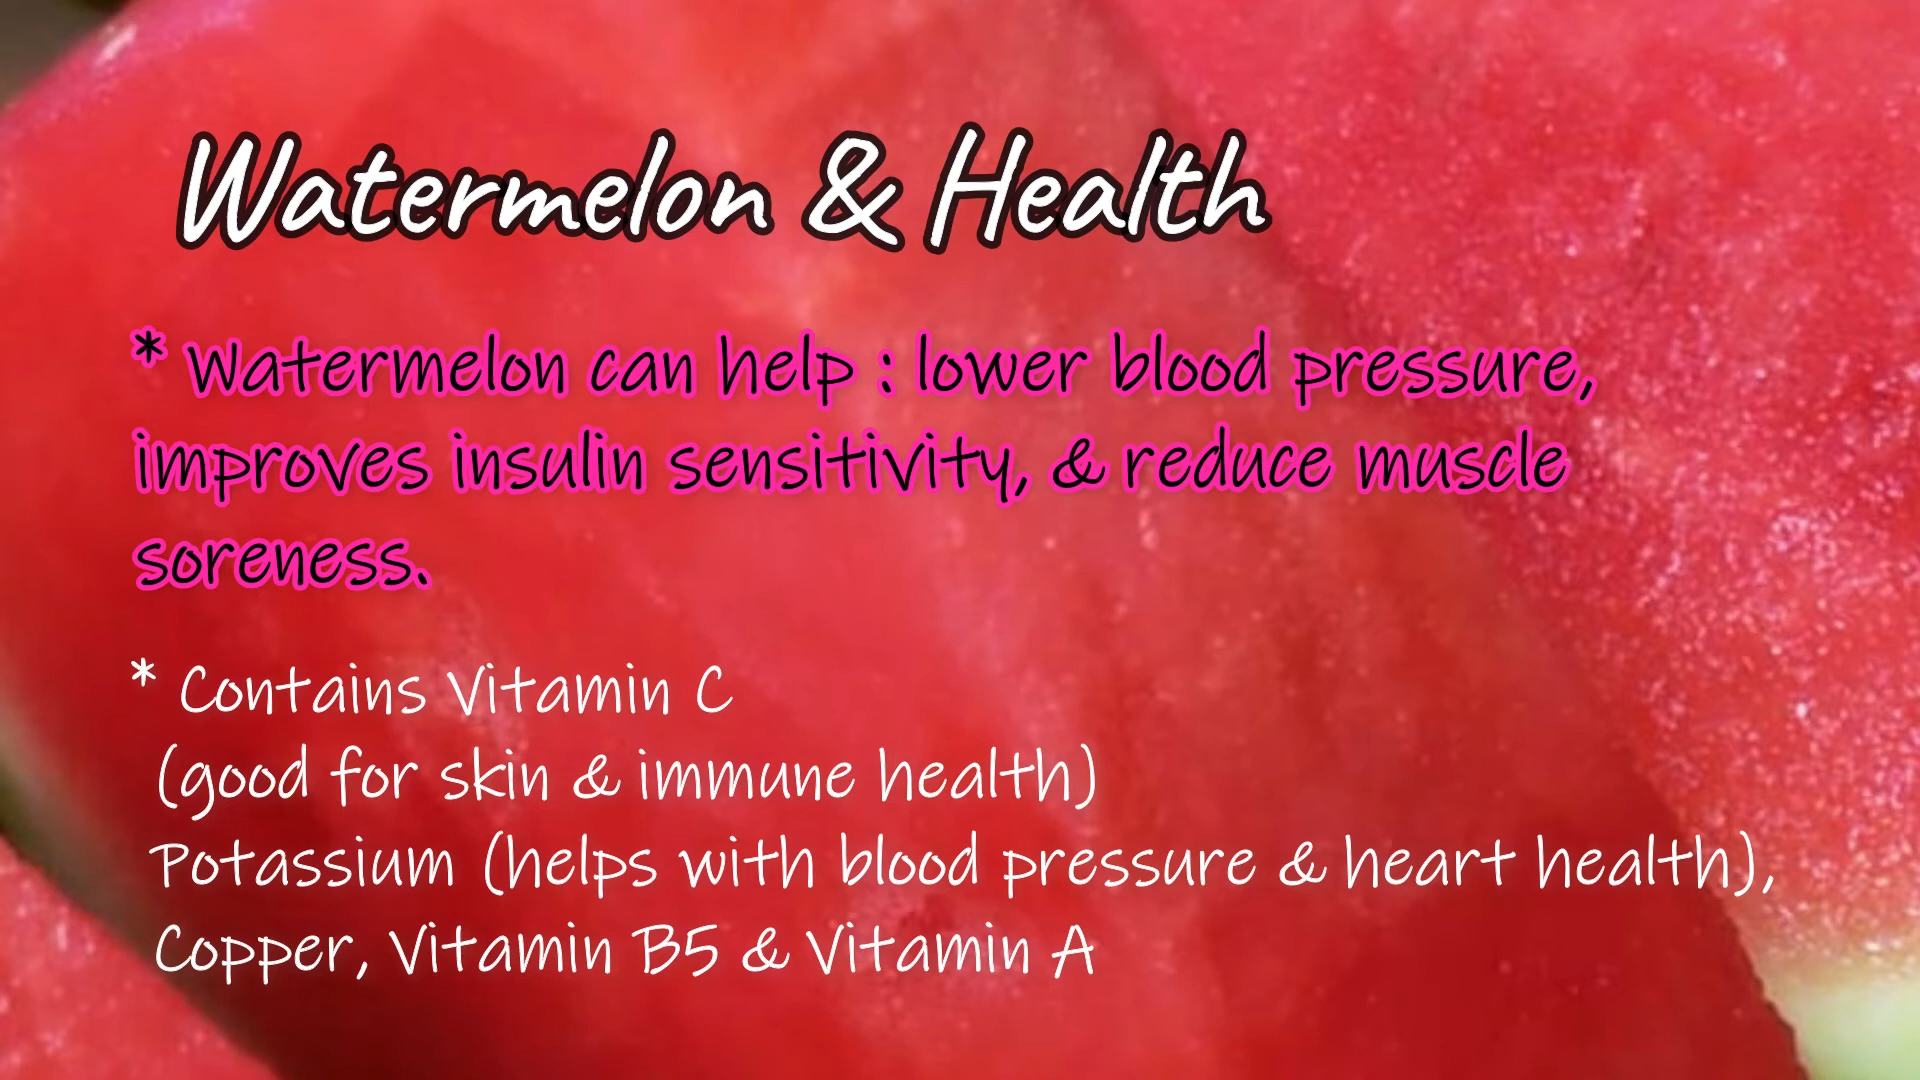 Watermelon & Health
* Watermelon can help : lower blood pressure,
improves insulin sensitivity, & reduce muscle
soreness.
* Contains Vitamin C
(good for skin & immune health)
Potassium (helps with blood pressure & heart health),
Copper, Vitamin B5 & Vitamin A